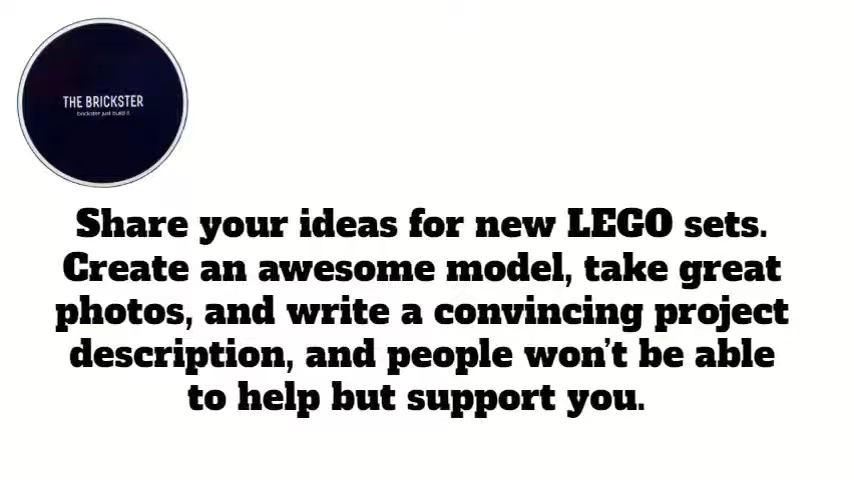 THE BRICKSTER
brickster just build it
Share your ideas for new LEGO sets.
Create an awesome model, take great
photos, and write a convincing project
description, and people won't be able
to help but support you.